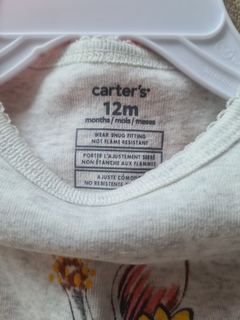 carter's
12m
months / mois / meses
WEAR SNUG FITTING
NOT FLAME RESISTANT
PORTER L'AJUSTEMENT SERRÉ
NON ÉTANCHE AUX FLAMMES
AJUSTE CÓMODO
NO RESISTENTE